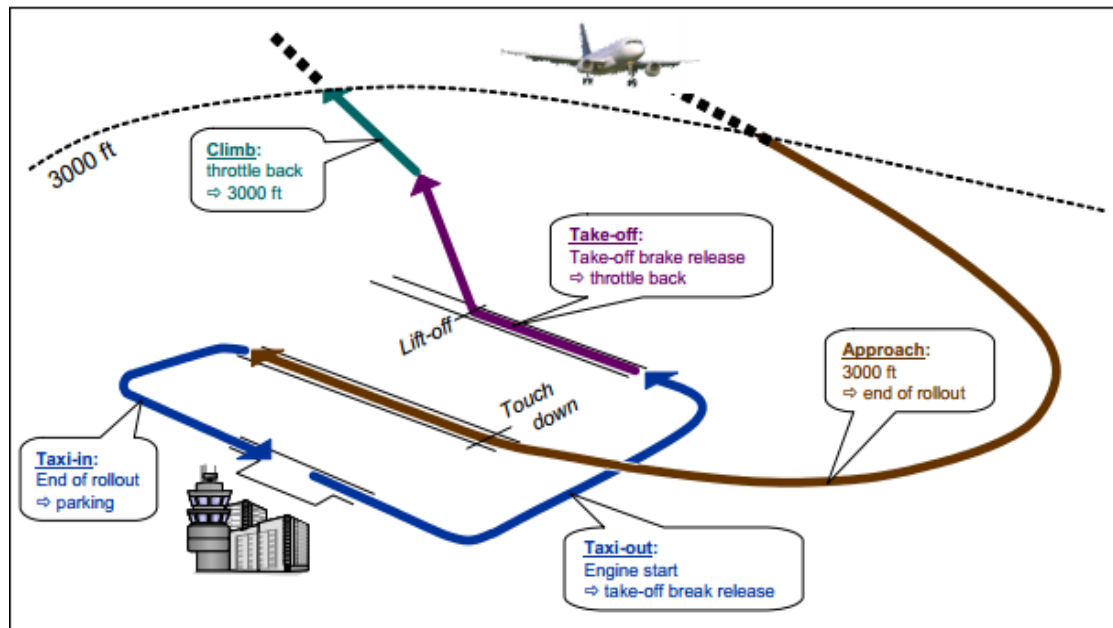 3000 ft
Climb:
throttle back
⇨ 3000 ft
Take-off:
Take-off brake release
⇨ throttle back
Lift-off
Approach:
3000 ft
⇨ end of rollout
Touch
down
Taxi-in:
End of rollout
⇨ parking
Taxi-out:
Engine start
⇨ take-off break release